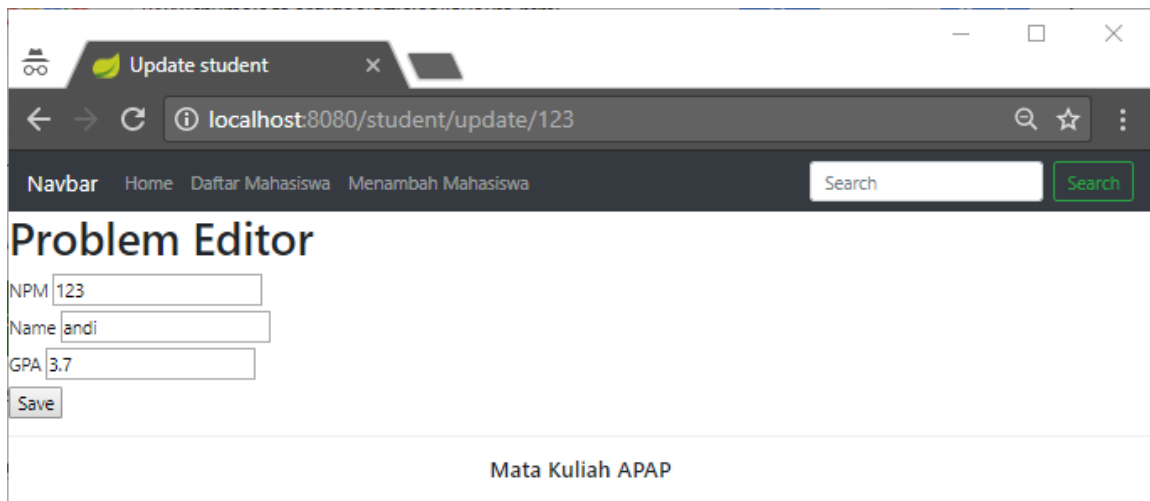 Update student
localhost:8080/student/update/123
Navbar Home Daftar Mahasiswa Menambah Mahasiswa Search Search
Problem Editor
NPM 123
Name andi
GPA 3.7
Save
Mata Kuliah APAP